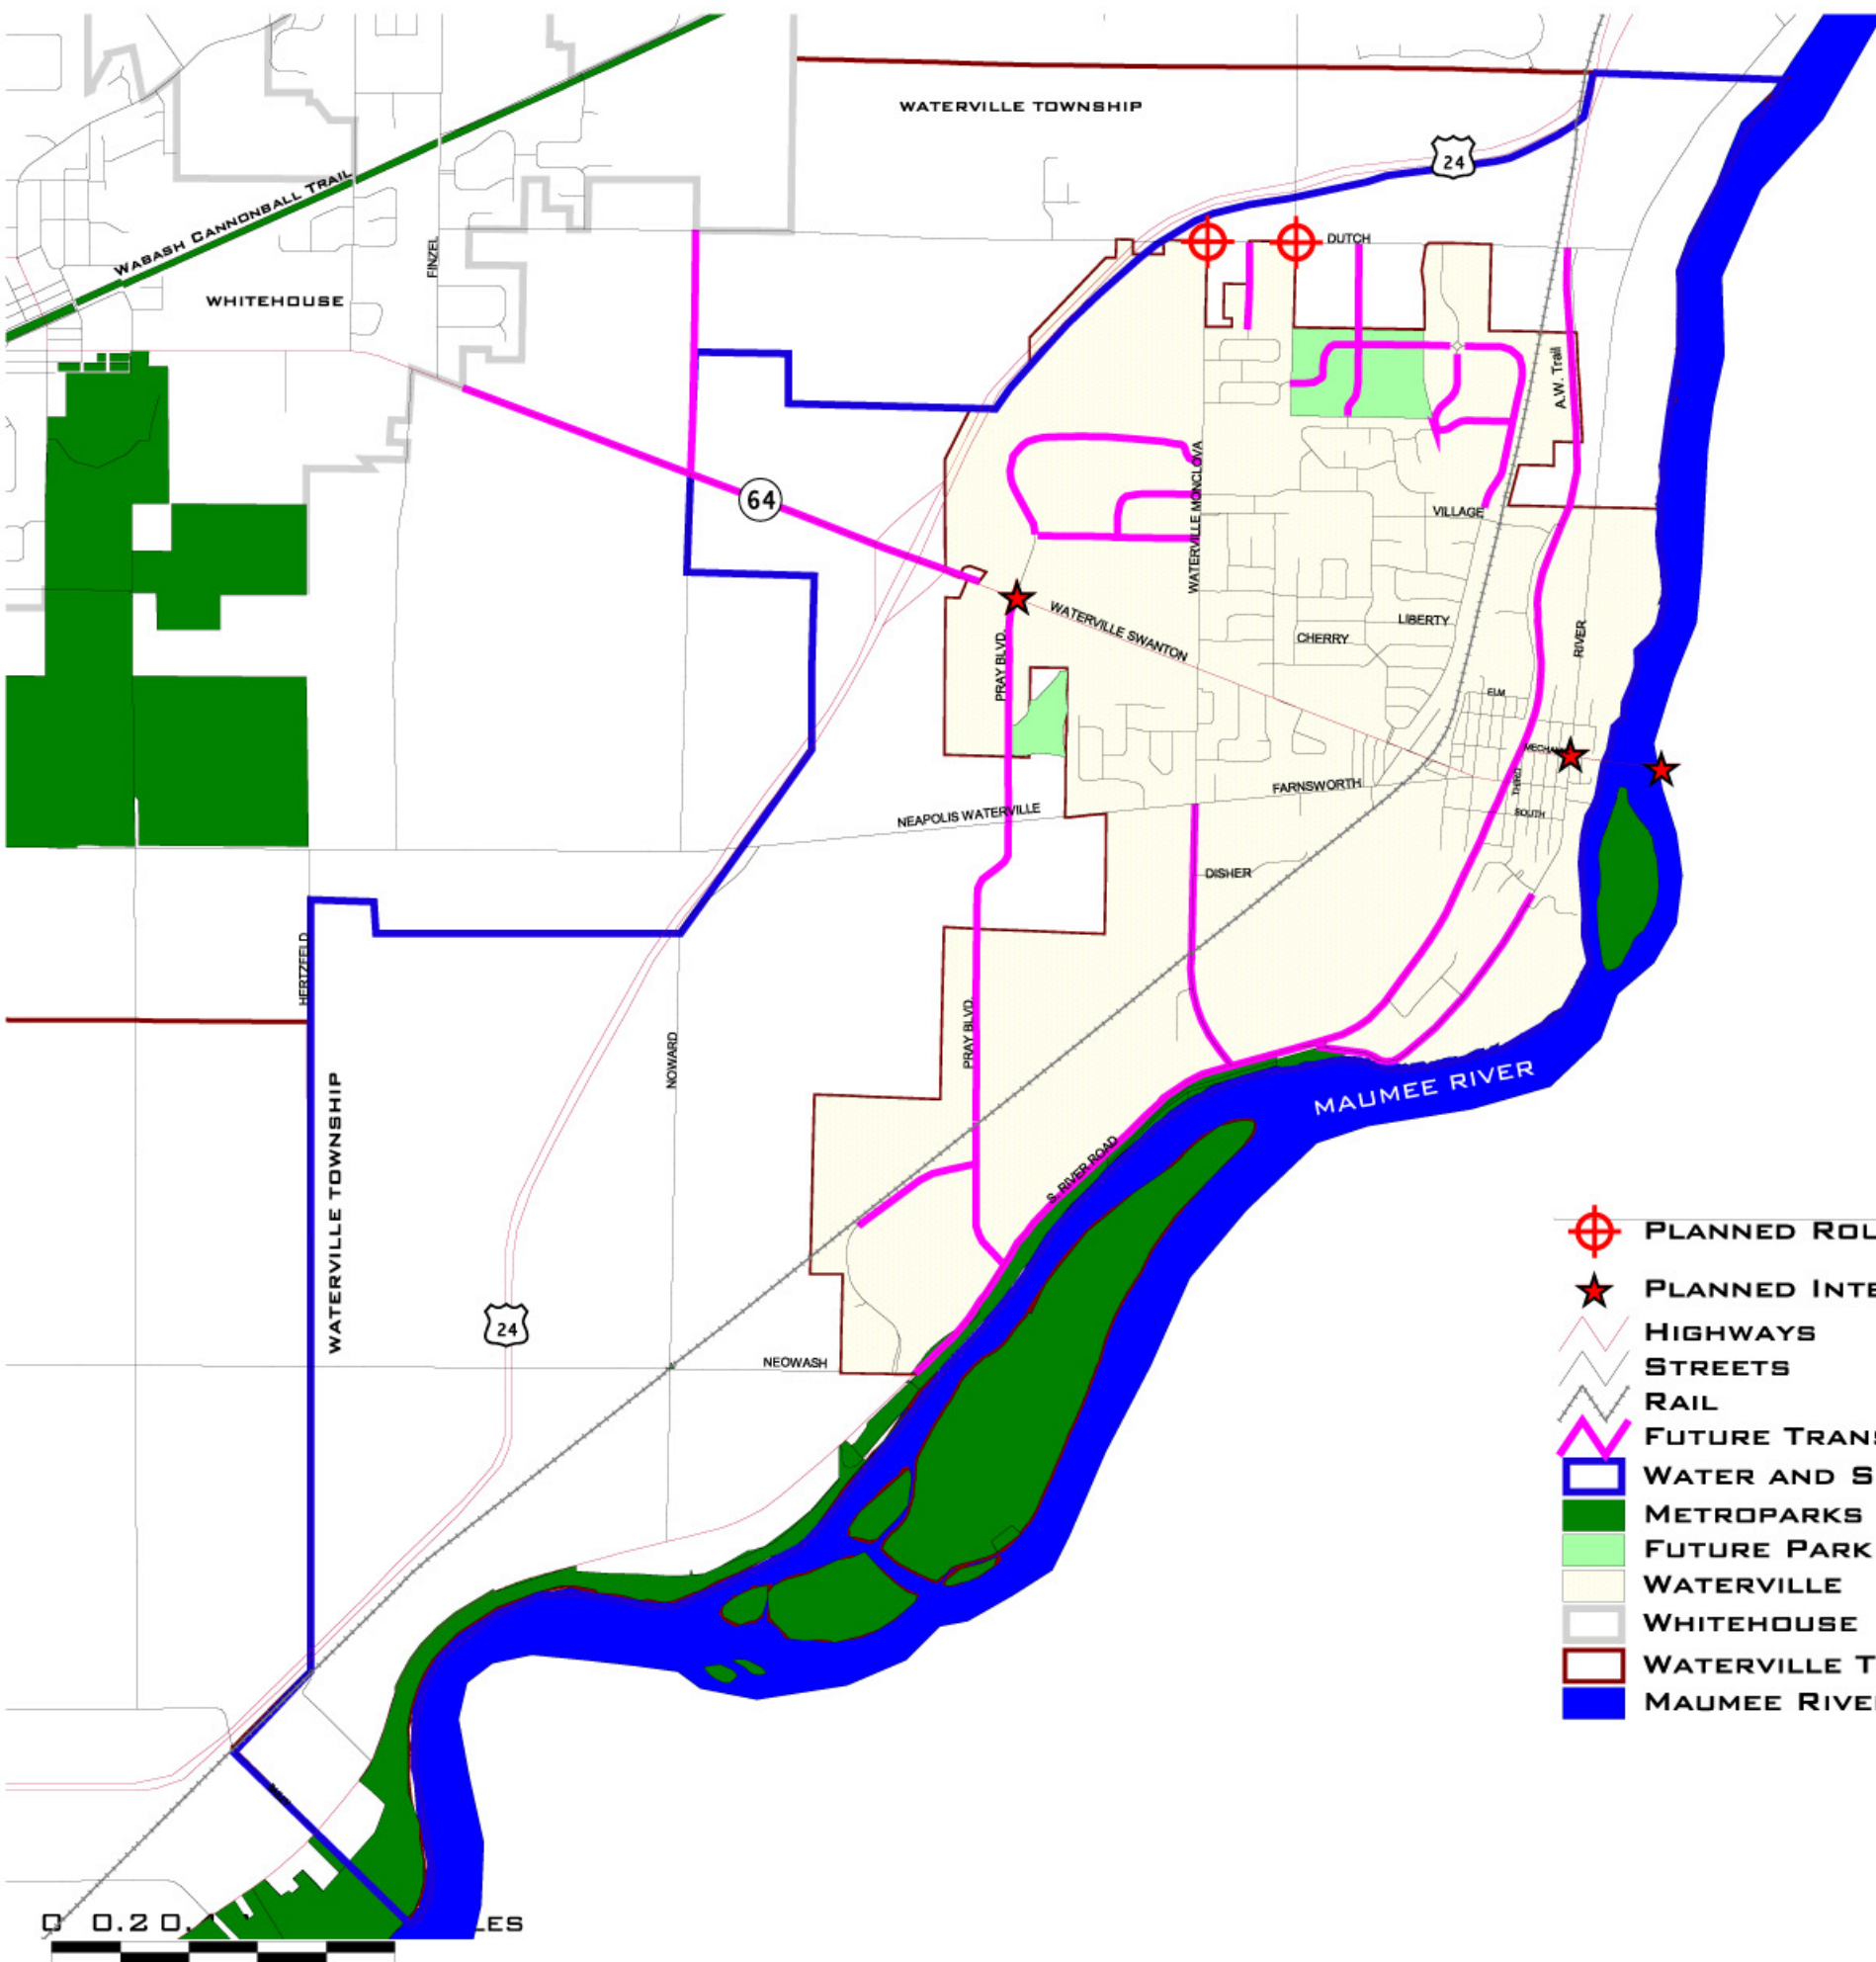 WATERVILLE TOWNSHIP
24
WABASH CANNONBALL TRAIL
FINZEL
DUTCH
WHITEHOUSE
A.W. Trail
WATERVILLE MONCLOVA
64
VILLAGE
PRAY BLVD.
WATERVILLE SWANTON
LIBERTY
CHERRY
RIVER
ELM
THIRD
SOUTH
FARNSWORTH
NEAPOLIS WATERVILLE
DISHER
HERTZFELD
PRAY BLVD.
NOWARD
WATERVILLE TOWNSHIP
MAUMEE RIVER
S. RIVER ROAD
24
NEOWASH
PLANNED ROU
PLANNED INTE
HIGHWAYS
STREETS
RAIL
FUTURE TRANS
WATER AND S
METROPARKS
FUTURE PARK
WATERVILLE
WHITEHOUSE
WATERVILLE T
MAUMEE RIVE
0 0.2 0.
LES